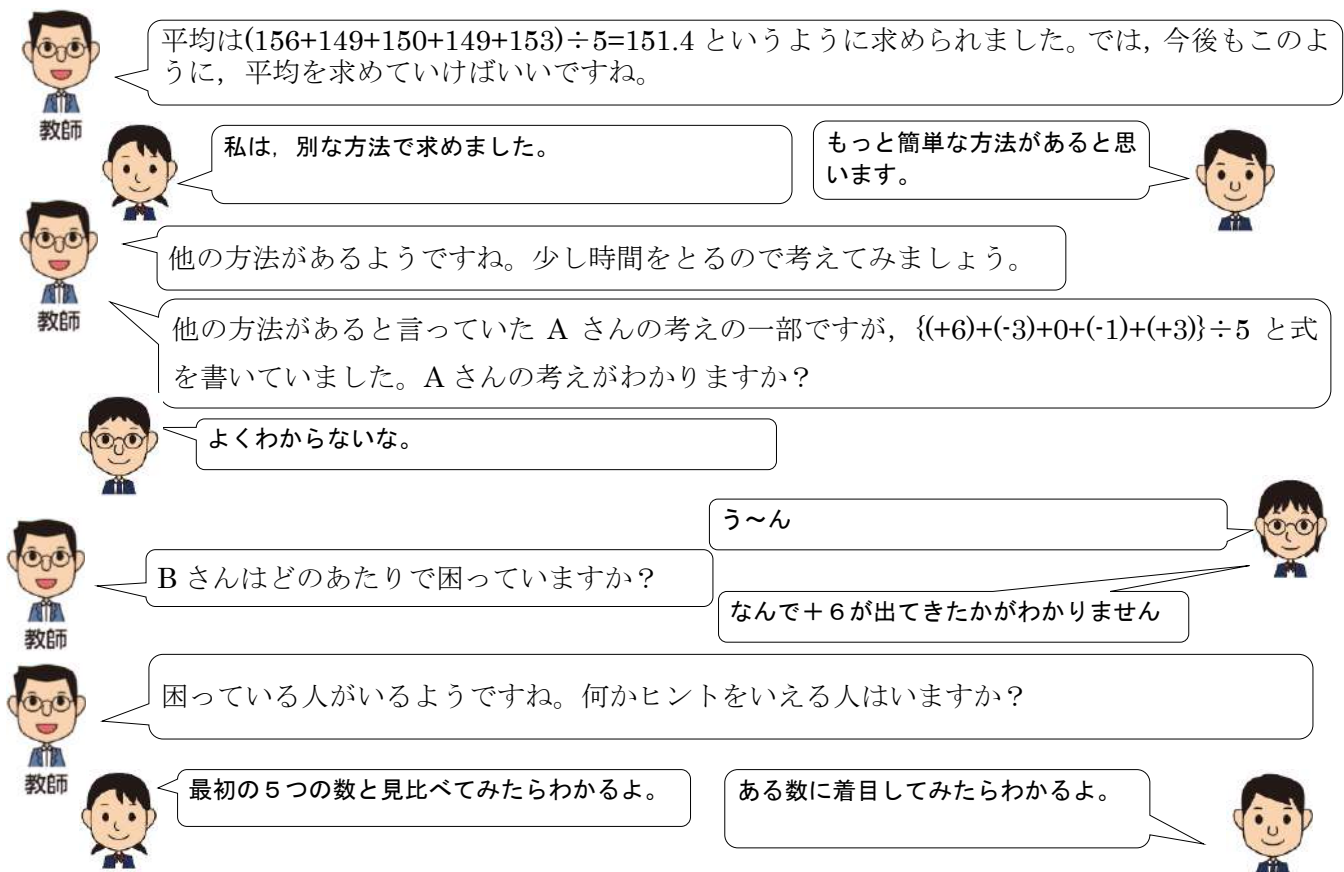 平均は(156+149+150+149+153)÷5=151.4 というように求められました。では，今後もこのよ
うに，平均を求めていけばいいですね。
教師
私は，別な方法で求めました。
もっと簡単な方法があると思
います。
他の方法があるようですね。少し時間をとるので考えてみましょう。
教師
他の方法があると言っていた A さんの考えの一部ですが，{(+6)+(-3)+0+(-1)+(+3)}÷5 と式
を書いていました。A さんの考えがわかりますか？
よくわからないな。
う～ん
B さんはどのあたりで困っていますか？
なんで＋６が出てきたかがわかりません
教師
困っている人がいるようですね。何かヒントをいえる人はいますか？
教師
最初の５つの数と見比べてみたらわかるよ。
ある数に着目してみたらわかるよ。